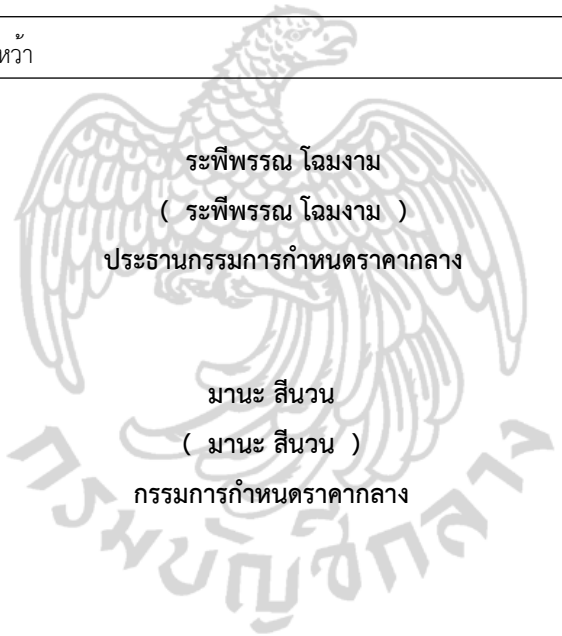 หว้า
ระพีพรรณ โฉมงาม
( ระพีพรรณ โฉมงาม )
ประธานกรรมการกำหนดราคากลาง
มานะ สีนวน
( มานะ สีนวน )
กรรมการกำหนดราคากลาง
กรมบัญชีกลาง